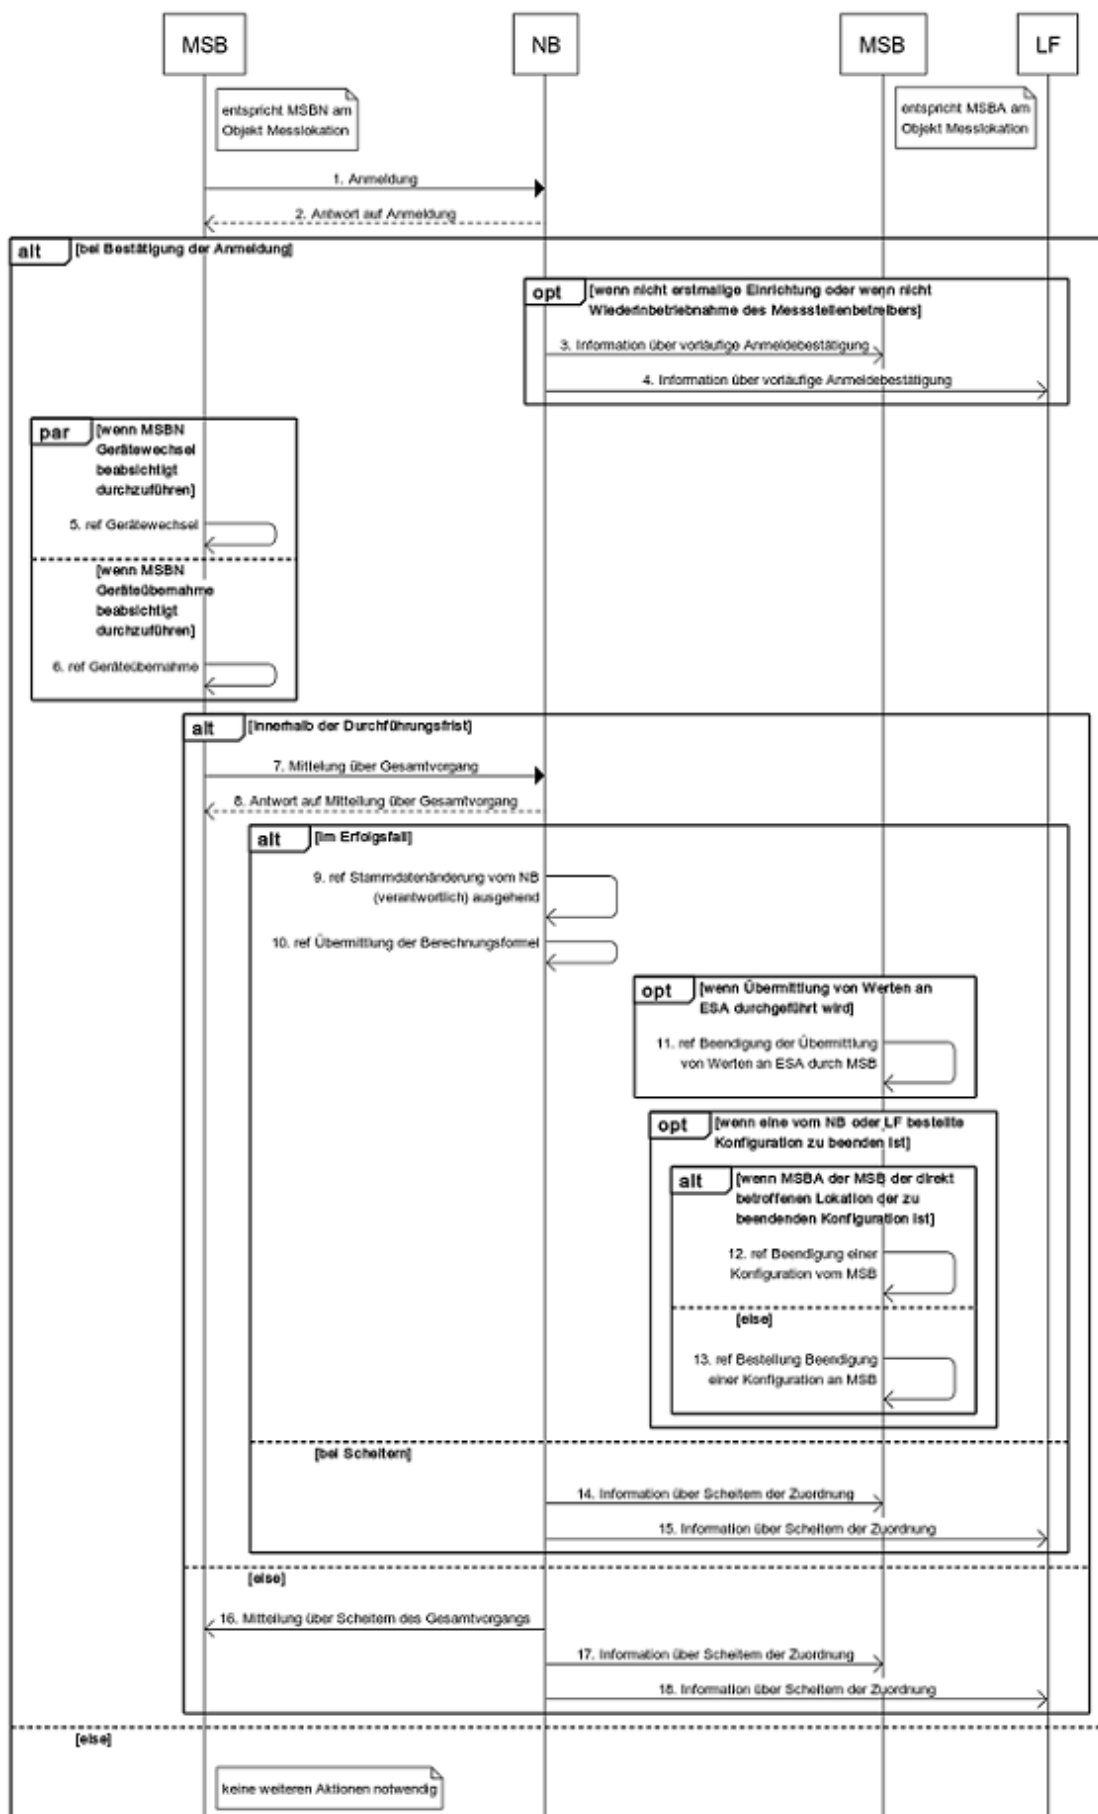 MSB
NB
MSB
LF
entspricht MSBN am
Objekt Messlokation
entspricht MSBA am
Objekt Messlokation
1. Anmeldung
2. Antwort auf Anmeldung
alt
[bei Bestätigung der Anmeldung]
opt
[wenn nicht erstmalige Einrichtung oder wenn nicht
Wiederinbetriebnahme des Messstellenbetreibers]
3. Information über vorläufige Anmeldebestätigung
4. Information über vorläufige Anmeldebestätigung
par
[wenn MSBN
Gerätewechsel
beabsichtigt
durchzuführen]
5. ref Gerätewechsel
[wenn MSBN
Geräteübernahme
beabsichtigt
durchzuführen]
6. ref Geräteübernahme
alt
[innerhalb der Durchführungsfrist]
7. Mitteilung über Gesamtvorgang
8. Antwort auf Mitteilung über Gesamtvorgang
alt
[im Erfolgsfall]
9. ref Stammdatenänderung vom NB
(verantwortlich) ausgehend
10. ref Übermittlung der Berechnungsformel
opt
[wenn Übermittlung von Werten an
ESA durchgeführt wird]
11. ref Beendigung der Übermittlung
von Werten an ESA durch MSB
opt
[wenn eine vom NB oder LF bestellte
Konfiguration zu beenden ist]
alt
[wenn MSBA der MSB der direkt
betroffenen Lokation der zu
beendenden Konfiguration ist]
12. ref Beendigung einer
Konfiguration vom MSB
[else]
13. ref Bestellung Beendigung
einer Konfiguration an MSB
[bei Scheitern]
14. Information über Scheitern der Zuordnung
15. Information über Scheitern der Zuordnung
[else]
16. Mitteilung über Scheitern des Gesamtvorgangs
17. Information über Scheitern der Zuordnung
18. Information über Scheitern der Zuordnung
[else]
keine weiteren Aktionen notwendig